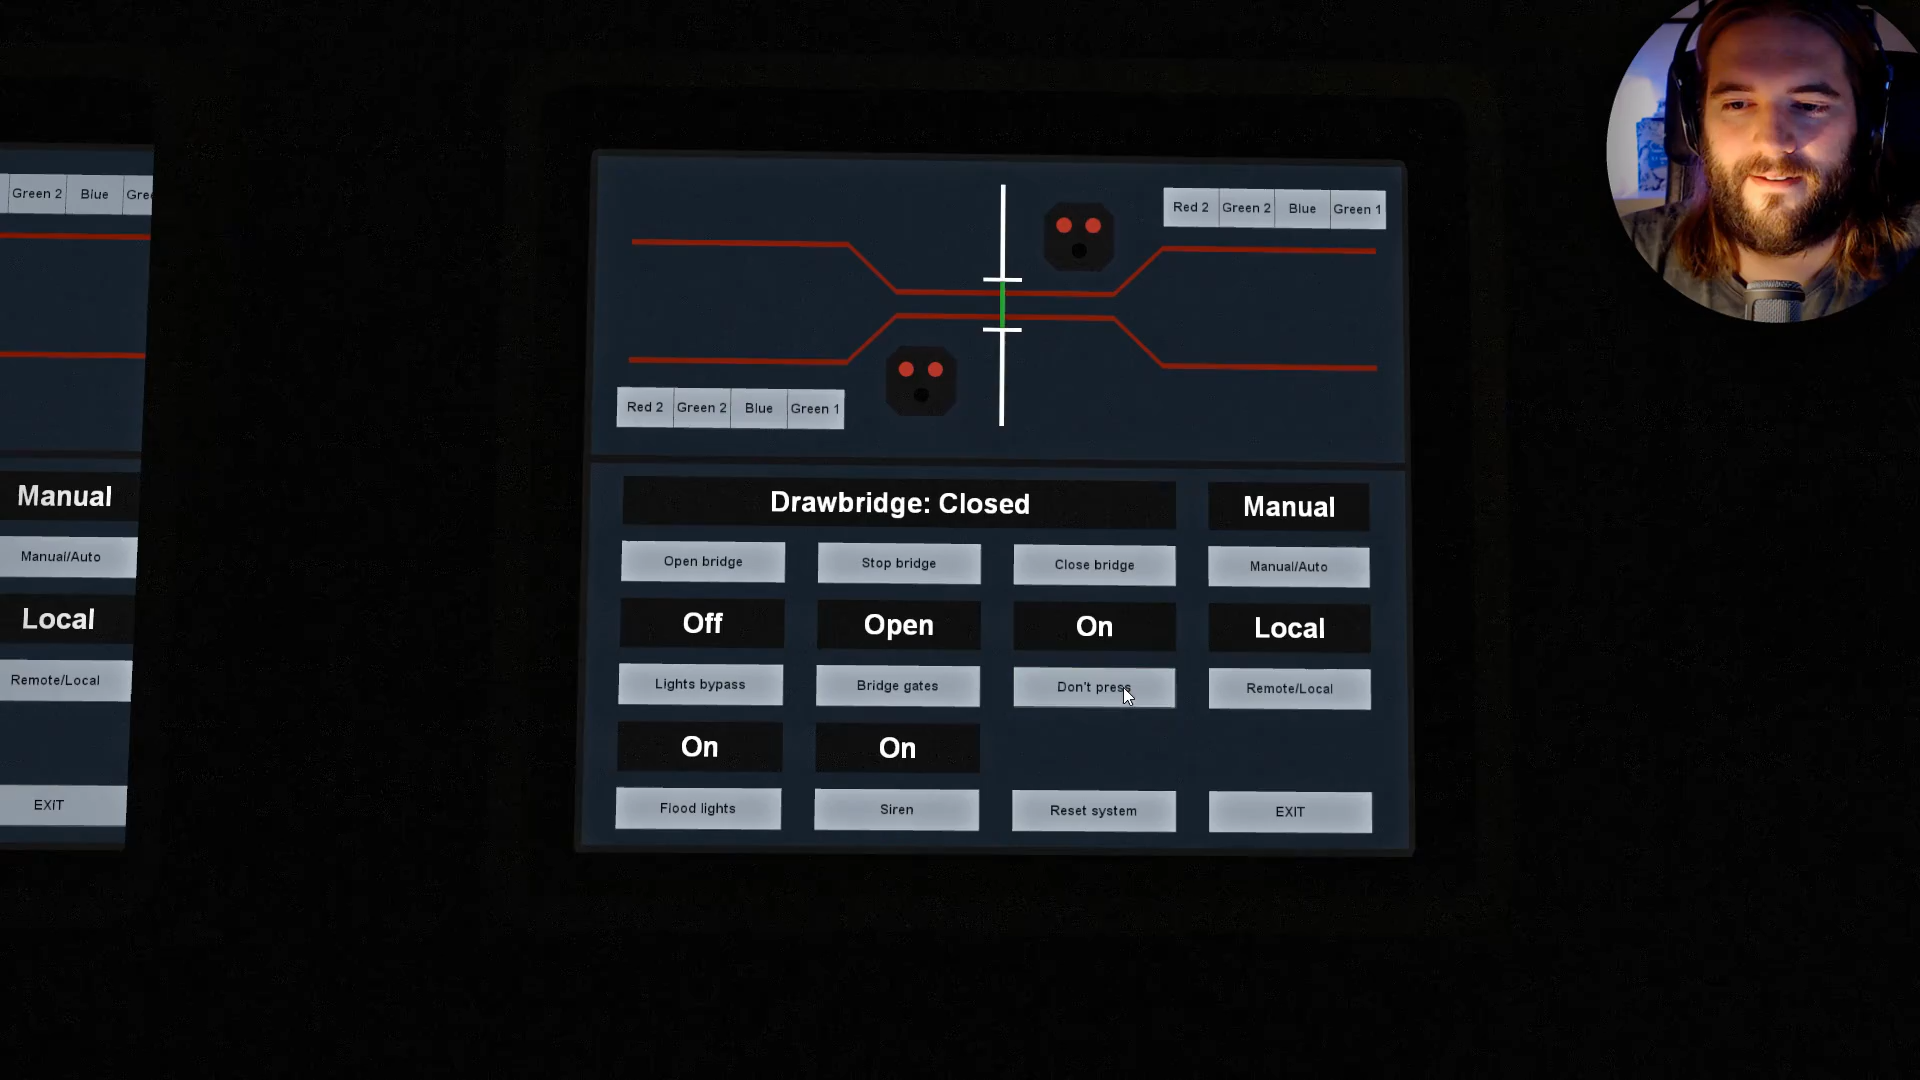 Green 2 Blue
Manual
Manual/Auto
Local
Remote/Local
EXIT
Red 2 Green 2 Blue Green 1
Red 2 Green 2 Blue Green 1
Drawbridge: Closed Manual
Open bridge Stop bridge Close bridge Manual/Auto
Off Open On Local
Lights bypass Bridge gates Don't press Remote/Local
On On
Flood lights Siren Reset system EXIT